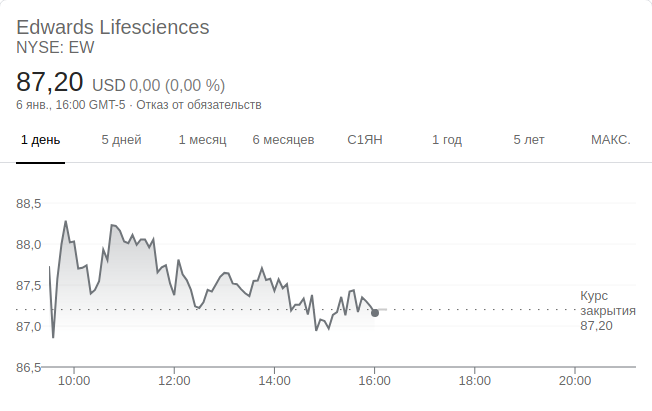 Edwards Lifesciences
NYSE: EW
87,20 USD 0,00 (0,00 %)
6 янв., 16:00 GMT-5 · Отказ от обязательств
1 день 5 дней 1 месяц 6 месяцев С1ЯН 1 год 5 лет МАКС.
88,5
88,0
87,5
87,0
86,5
Курс
закрытия
87,20
10:00 12:00 14:00 16:00 18:00 20:00